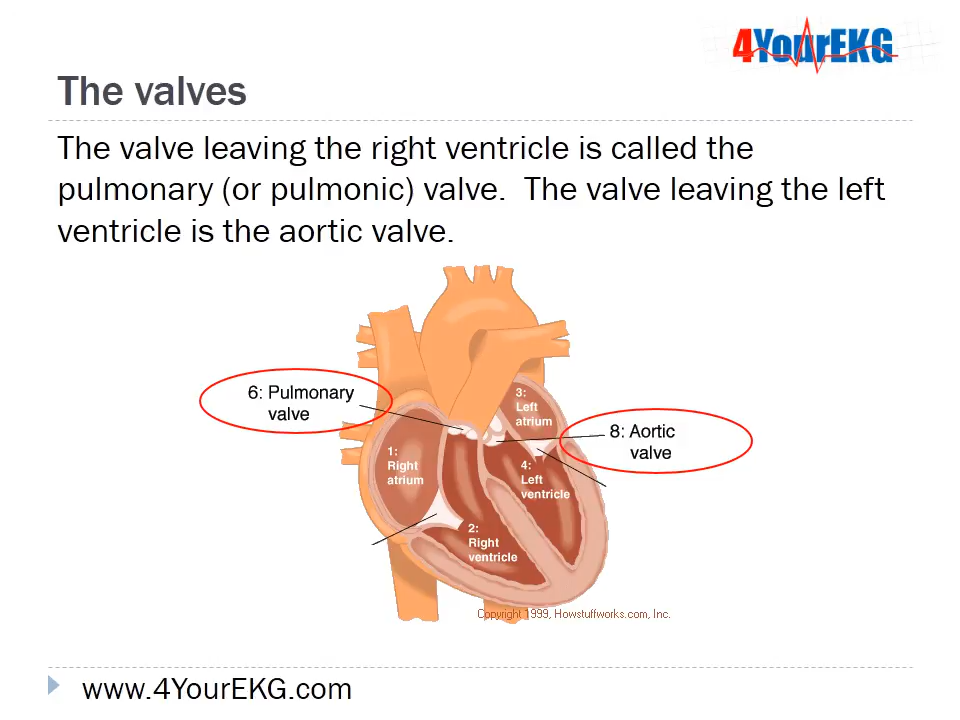 4YourEKG
The valves
The valve leaving the right ventricle is called the
pulmonary (or pulmonic) valve.  The valve leaving the left
ventricle is the aortic valve.
6: Pulmonary
valve
3:
Left
atrium
8: Aortic
valve
1:
Right
atrium
4:
Left
ventricle
2:
Right
ventricle
Copyright 1999, Howstuffworks.com, Inc.
www.4YourEKG.com